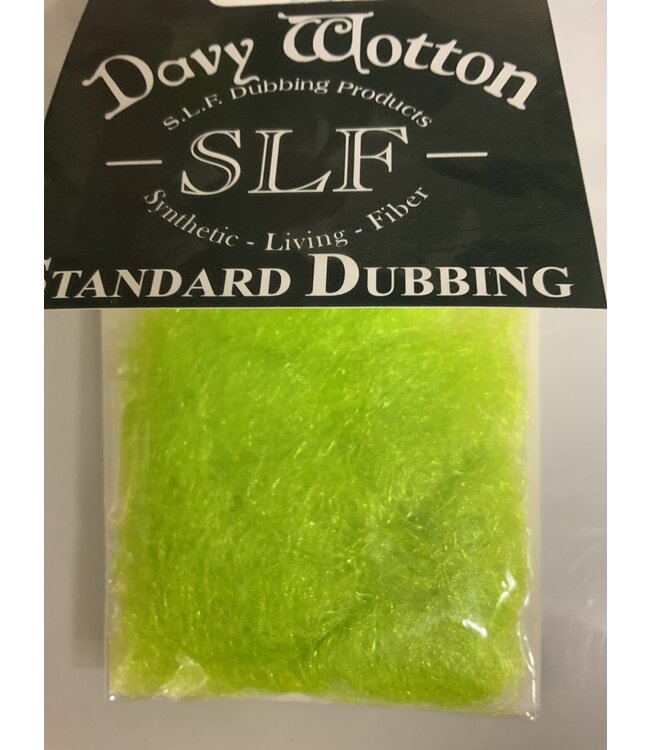 Davy Wotton
S.L.F. Dubbing Products
SLF
Synthetic - Living - Fiber
STANDARD DUBBING